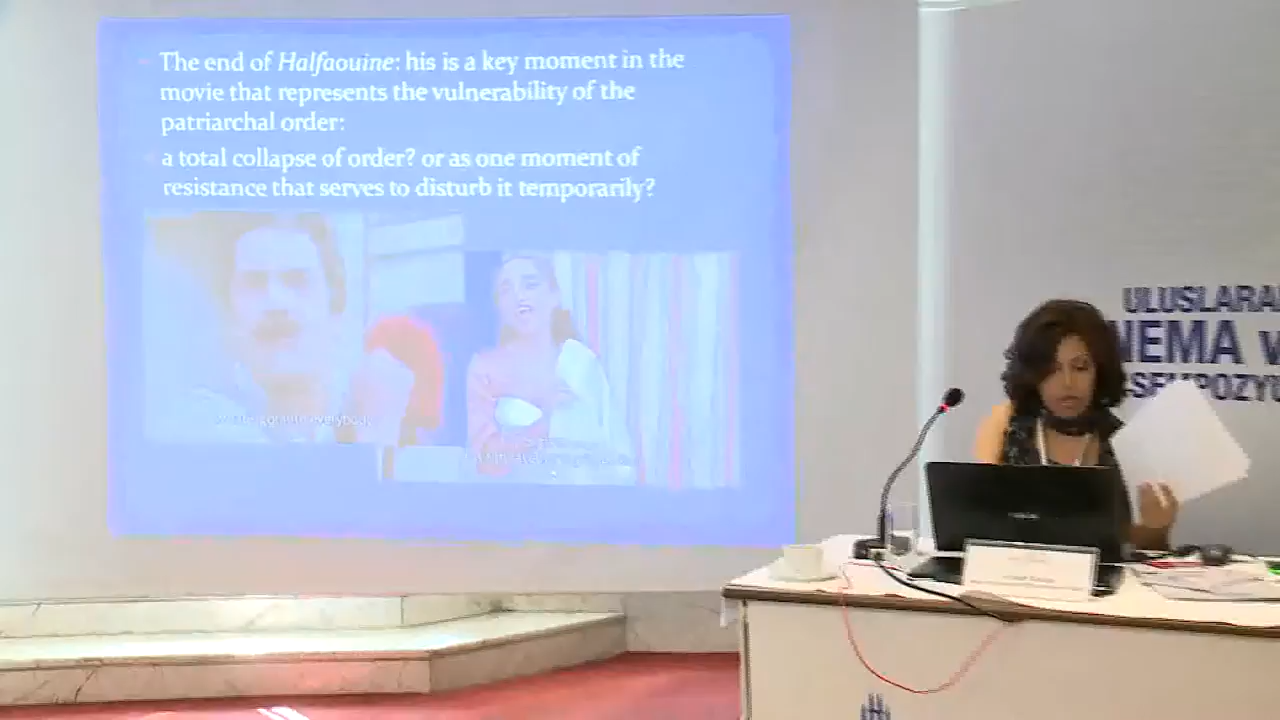 The end of Halfaouine: his is a key moment in the
movie that represents the vulnerability of the
patriarchal order:
a total collapse of order? or as one moment of
resistance that serves to disturb it temporarily?
ULUSLARA
NEMA v
SEMPOZYU